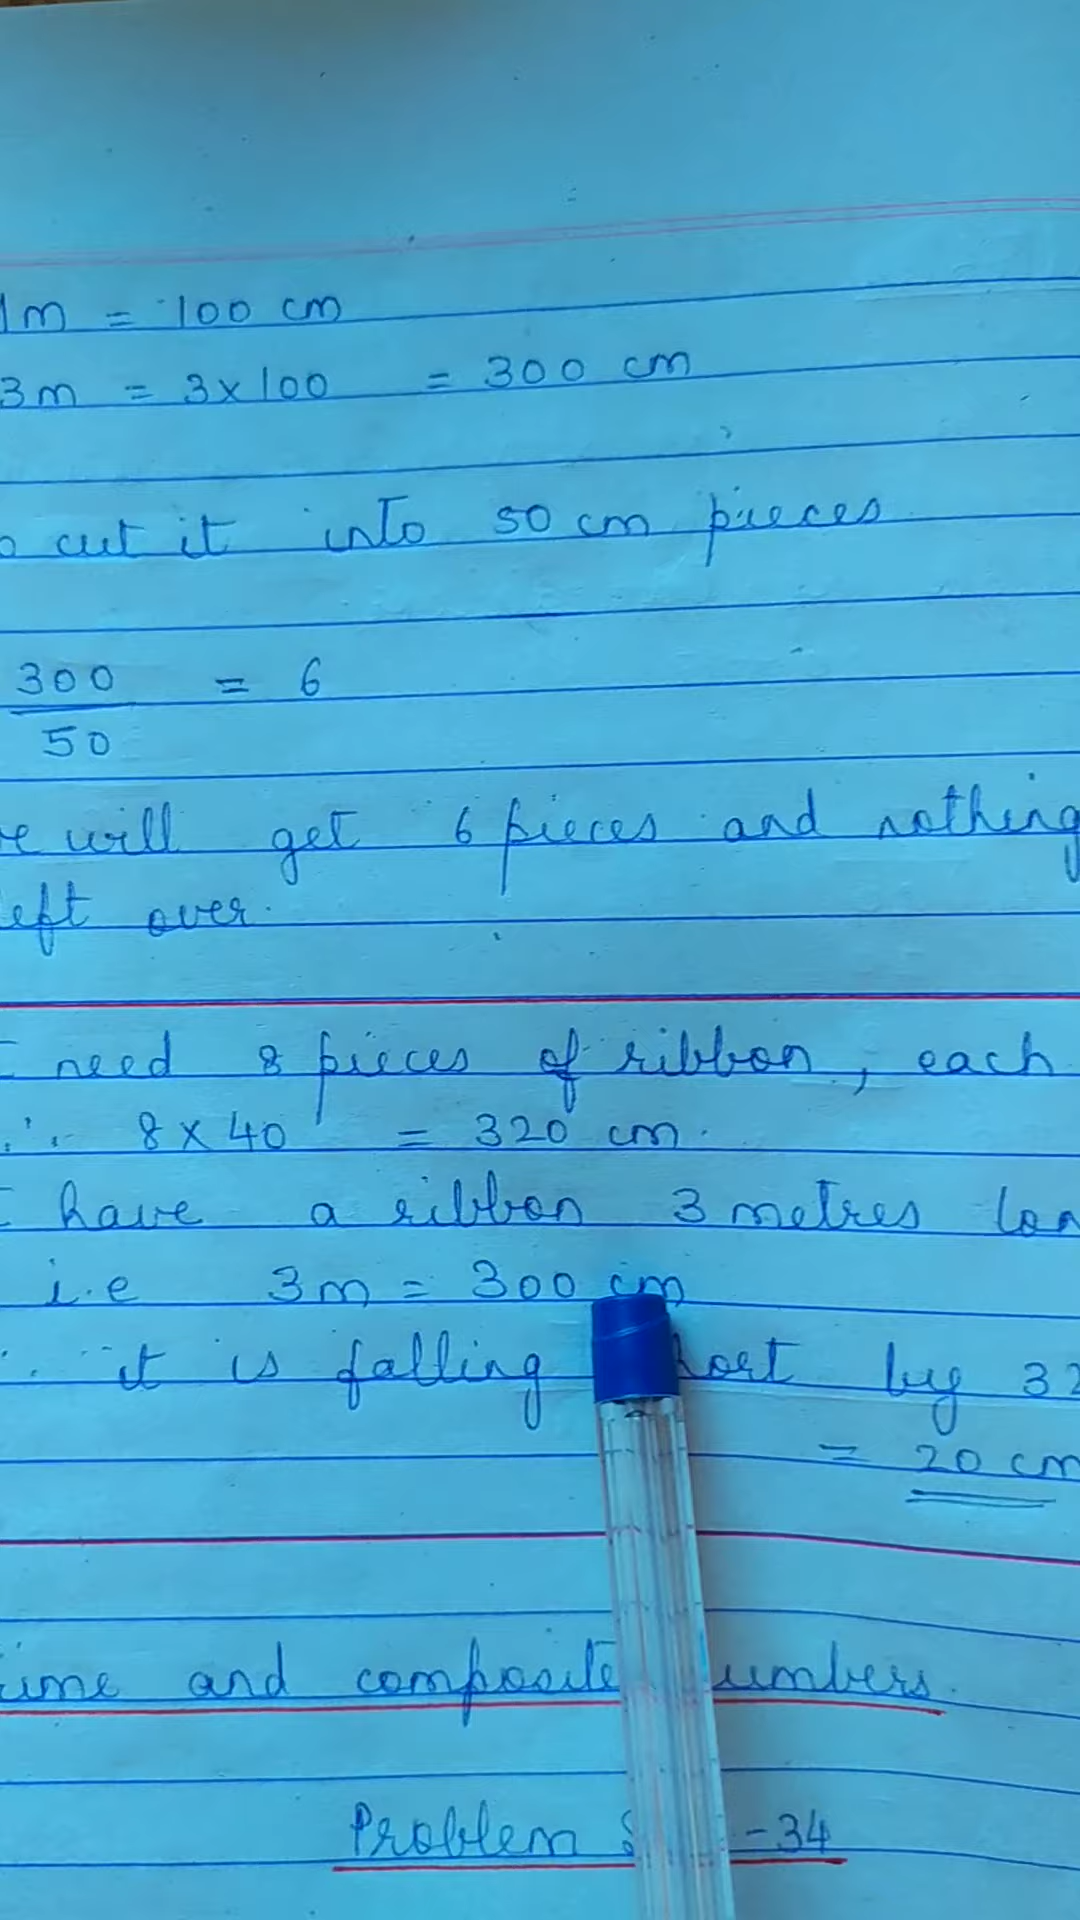 1m = 100 cm
3m = 3 x 100 = 300 cm
cut it into 50 cm pieces
300 = 6
50
will get 6 pieces and nothing
over.
need 8 pieces of ribbon, each
∴ 8 x 40 = 320 cm.
have a ribbon 3 metres
i.e 3m = 300 cm
∴ it is falling by
= 20 cm
and composite
Problem -34